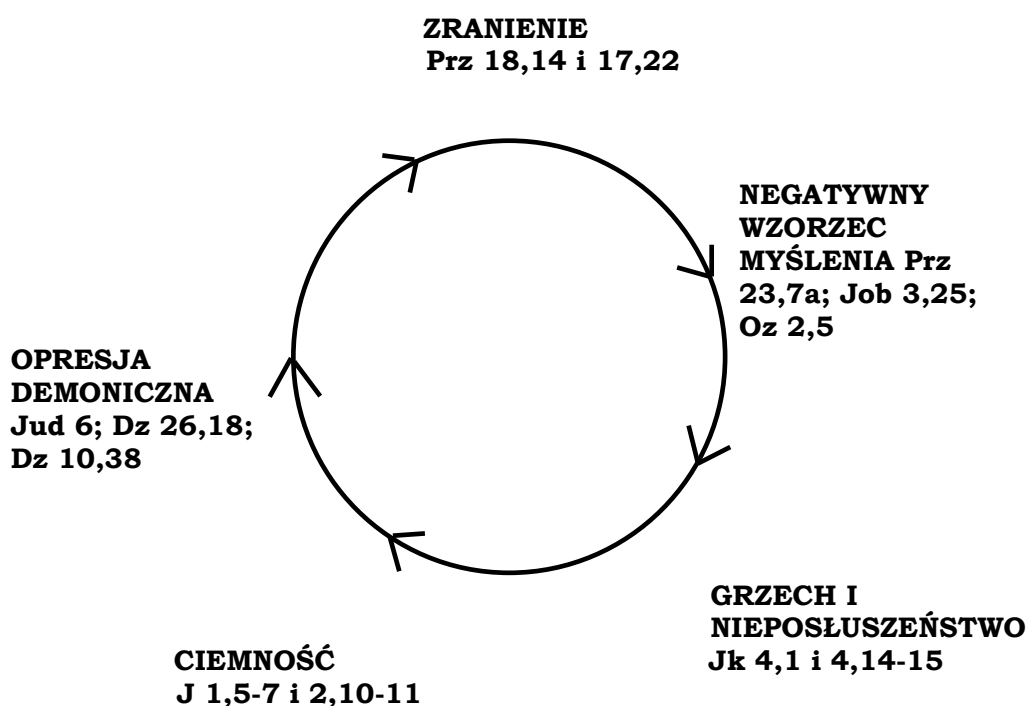 ZRANIENIE
Prz 18,14 i 17,22
NEGATYWNY
WZORZEC
MYŚLENIA Prz
23,7a; Job 3,25;
Oz 2,5
OPRESJA
DEMONICZNA
Jud 6; Dz 26,18;
Dz 10,38
GRZECH I
NIEPOSŁUSZEŃSTWO
Jk 4,1 i 4,14-15
CIEMNOŚĆ
J 1,5-7 i 2,10-11